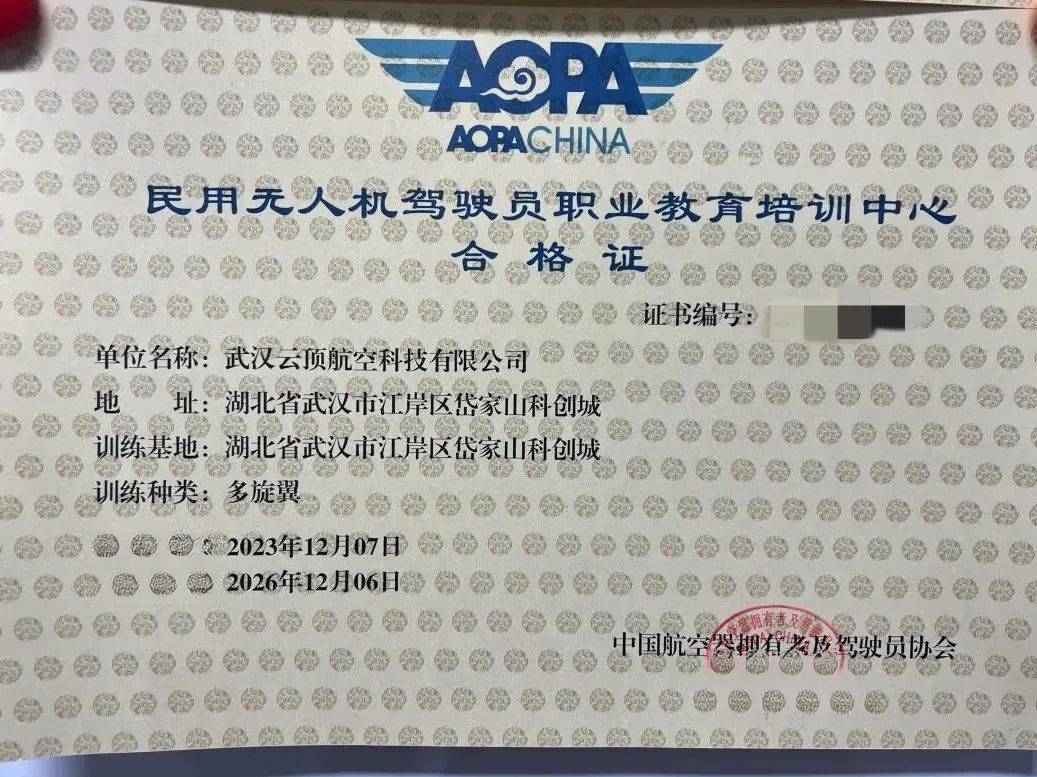 AOPA
AOPA CHINA
民用无人机驾驶员职业教育培训中心
合格证
证书编号:
单位名称: 武汉云顶航空科技有限公司
地 址: 湖北省武汉市江岸区岱家山科创城
训练基地: 湖北省武汉市江岸区岱家山科创城
训练种类: 多旋翼
2023年12月07日
2026年12月06日
中国航空器拥有者及驾驶员协会